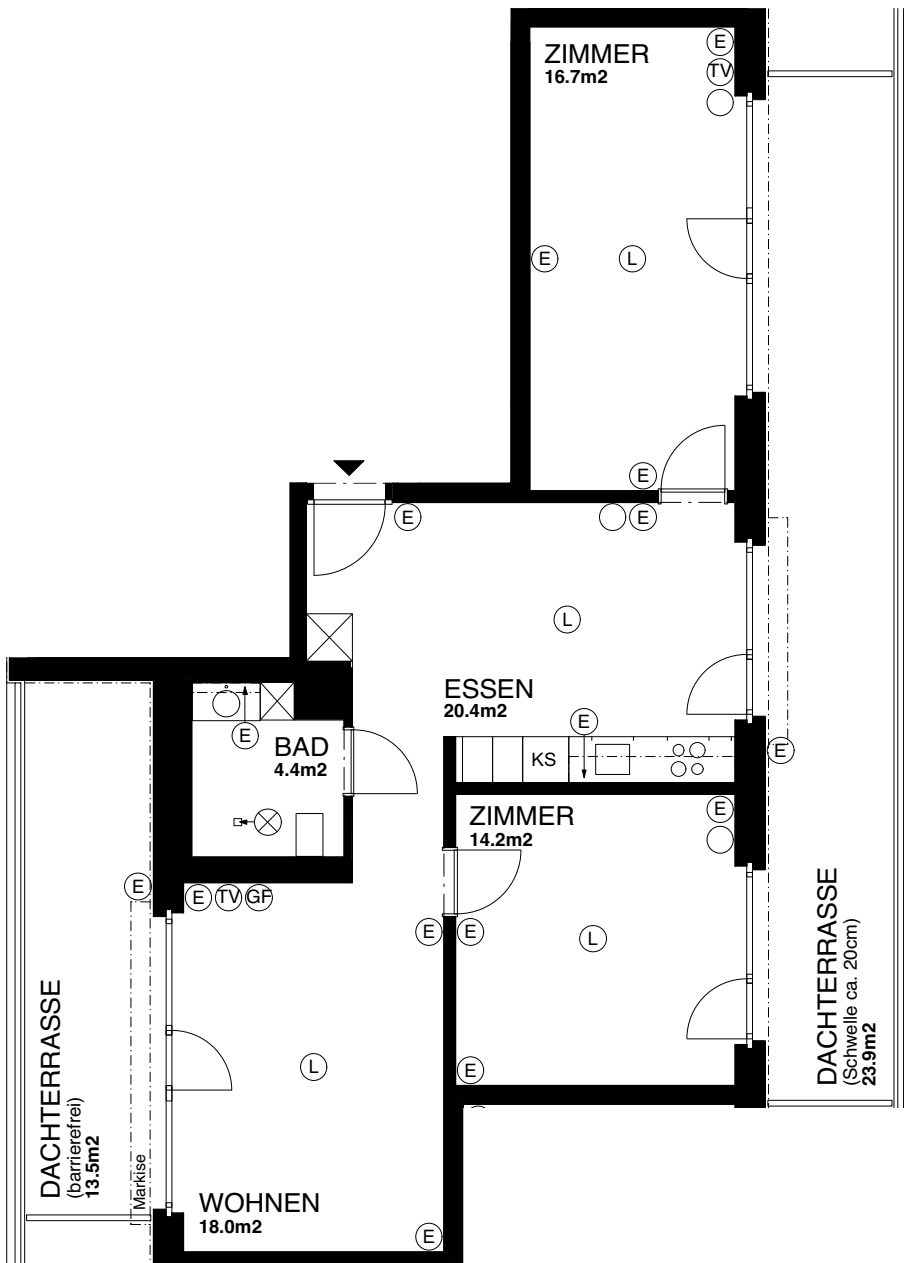 ZIMMER
16.7m2
E
TV
E
L
E
E
E
L
ESSEN
20.4m2
E
KS
E
E
BAD
4.4m2
ZIMMER
14.2m2
E
E
E
TV
GF
E
E
L
DACHTERRASSE
(Schwelle ca. 20cm)
23.9m2
L
E
DACHTERRASSE
(barrierefrei)
13.5m2
Markise
WOHNEN
18.0m2
E